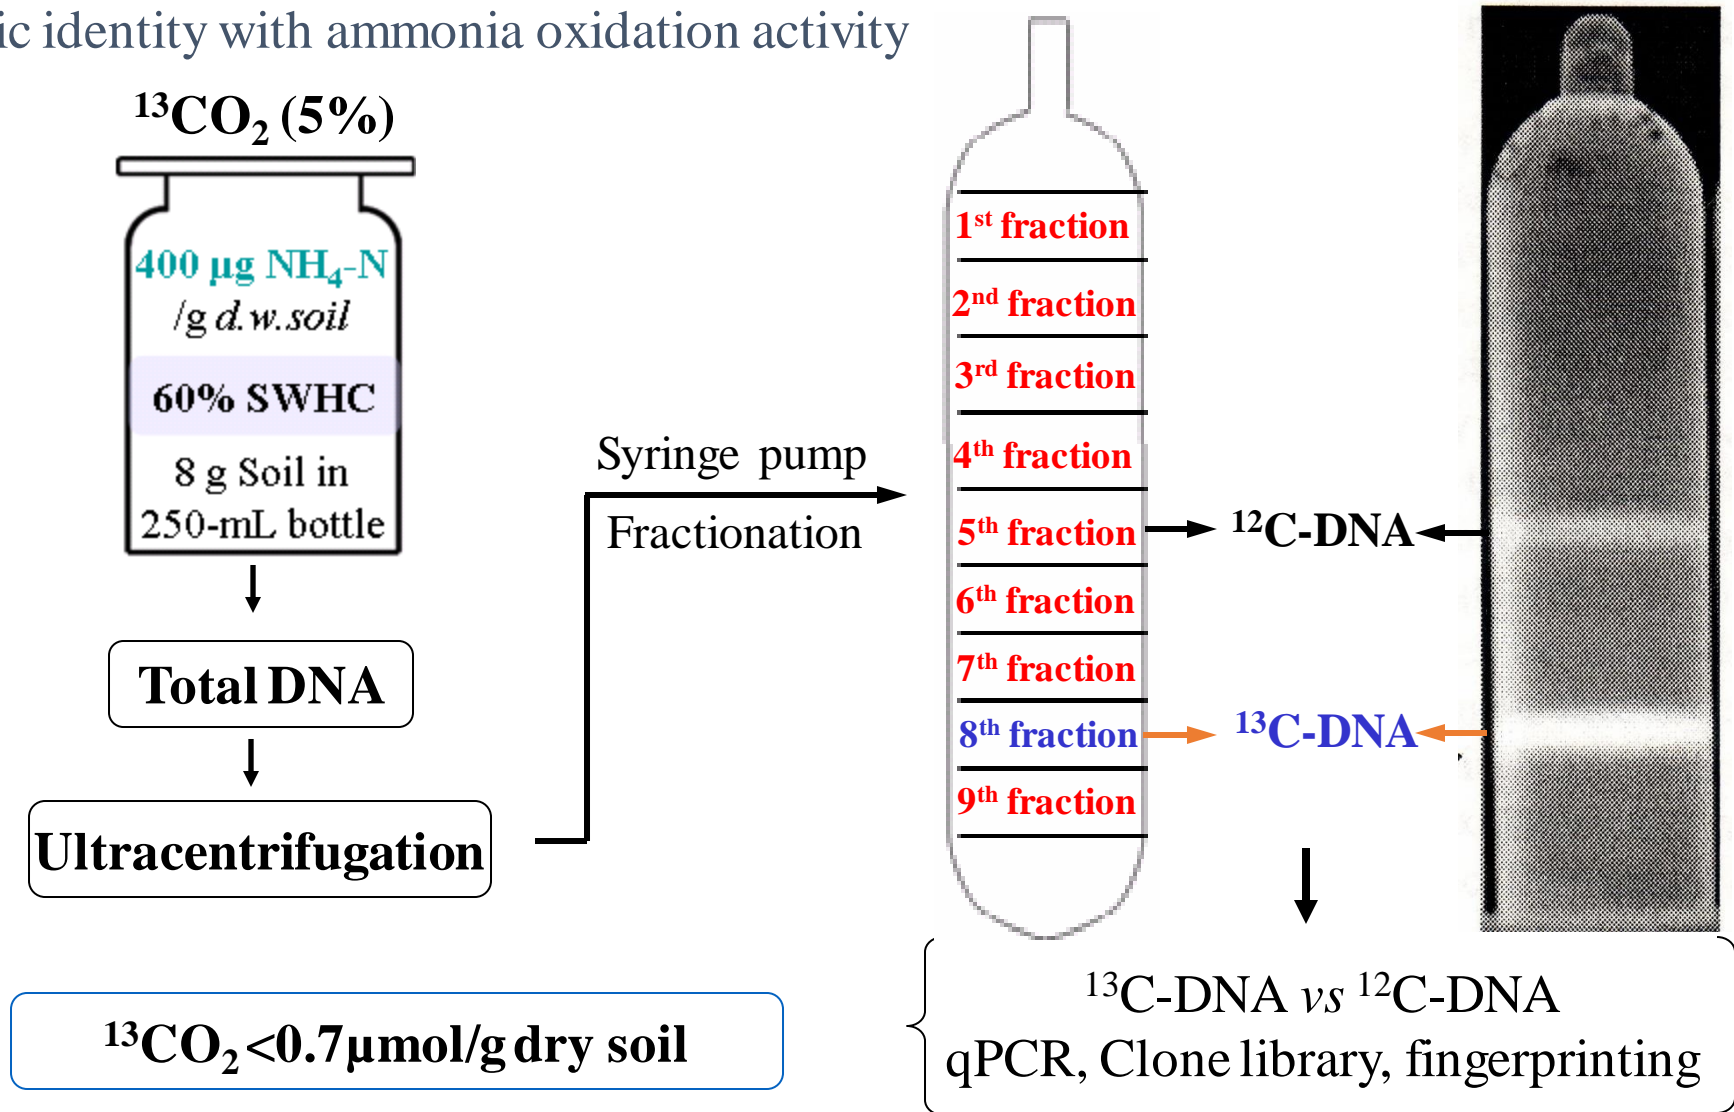 ic identity with ammonia oxidation activity
¹³CO₂ (5%)
400 µg NH₄-N
/g d.w.soil
60% SWHC
8 g Soil in
250-mL bottle
Total DNA
Ultracentrifugation
Syringe pump
Fractionation
1st fraction
2nd fraction
3rd fraction
4th fraction
5th fraction
6th fraction
7th fraction
8th fraction
9th fraction
¹²C-DNA
¹³C-DNA
¹³CO₂<0.7µmol/g dry soil
¹³C-DNA vs ¹²C-DNA
qPCR, Clone library, fingerprinting